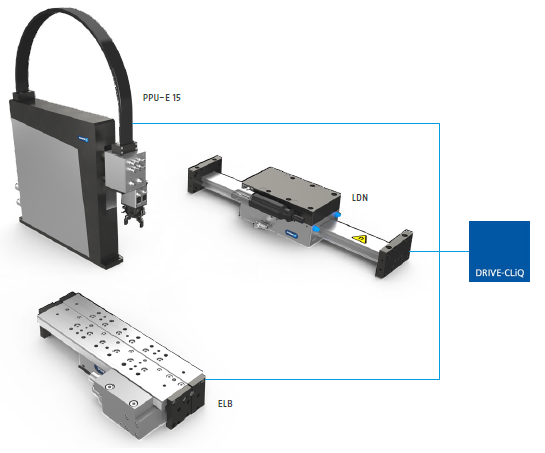 PPU-E 15
LDN
DRIVE-CLiQ
ELB